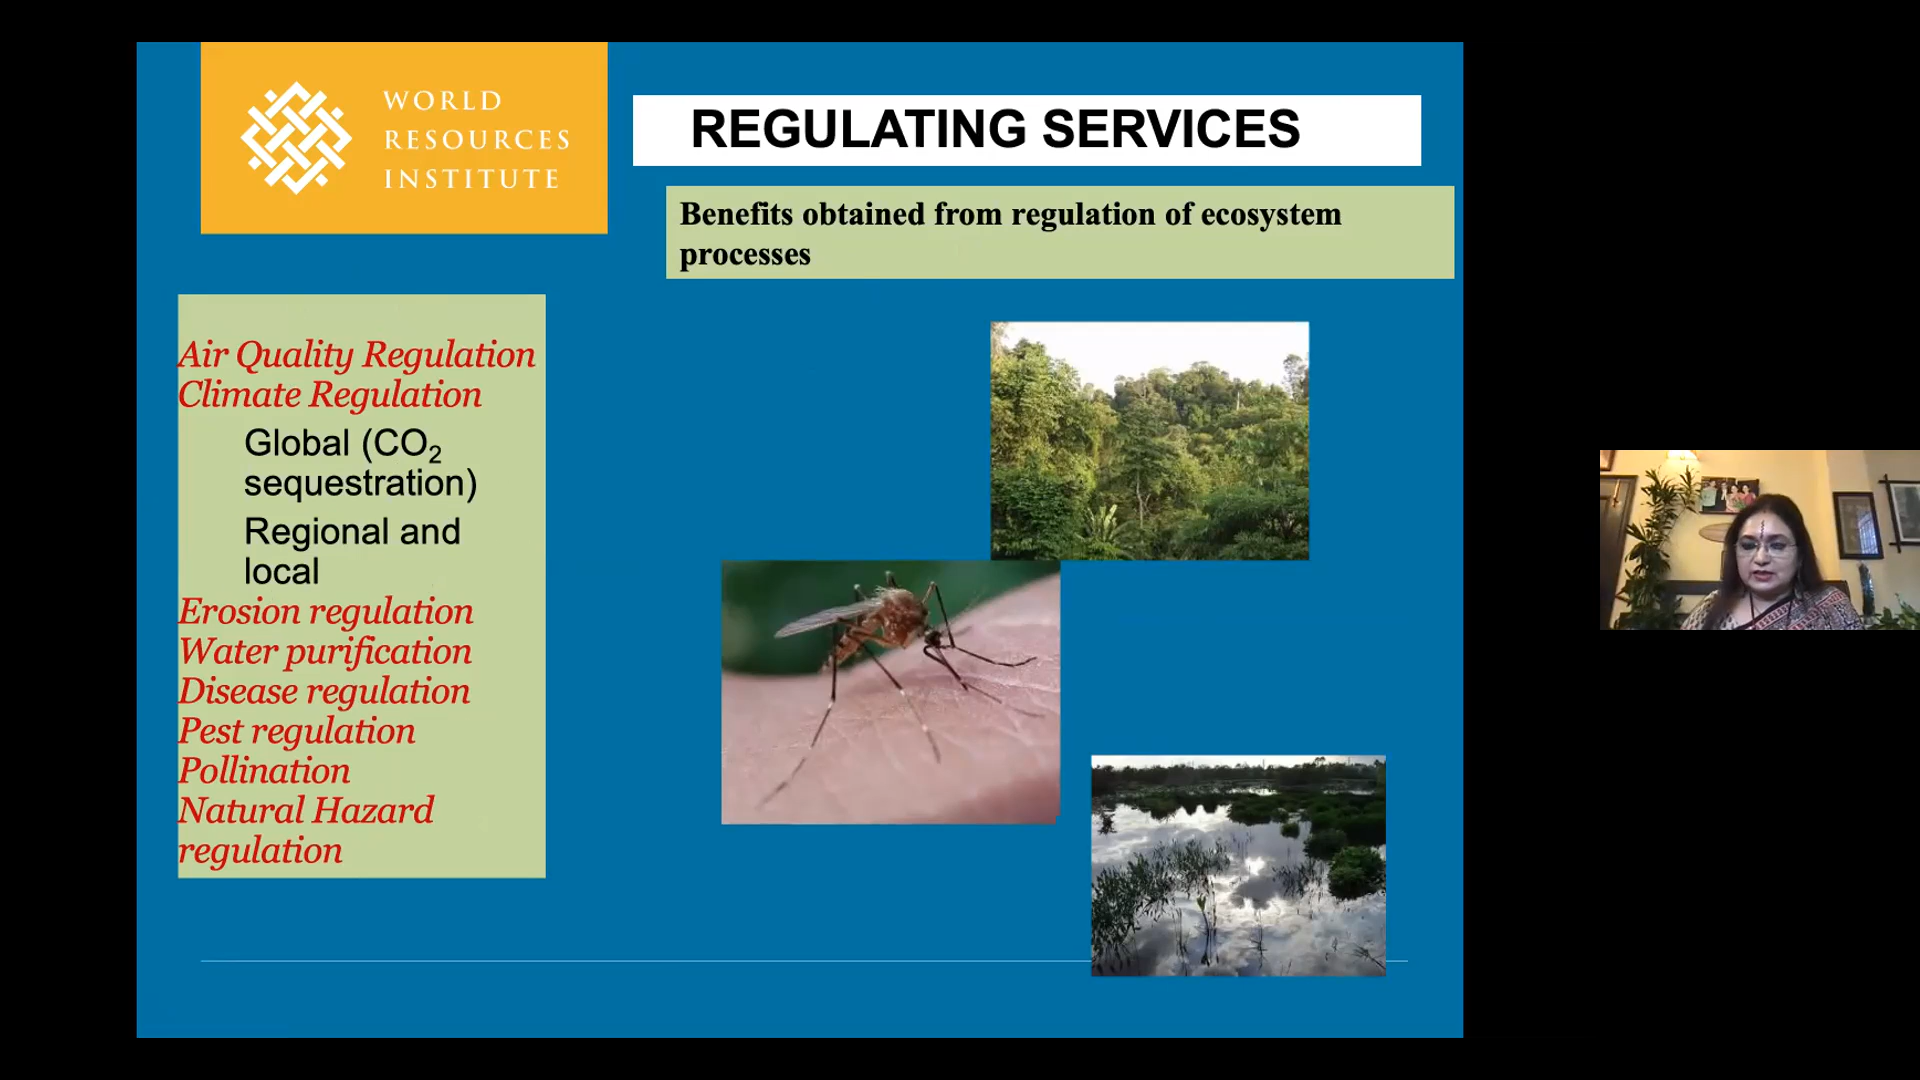 WORLD
RESOURCES
INSTITUTE
REGULATING SERVICES
Benefits obtained from regulation of ecosystem
processes
Air Quality Regulation
Climate Regulation
Global (CO₂
sequestration)
Regional and
local
Erosion regulation
Water purification
Disease regulation
Pest regulation
Pollination
Natural Hazard
regulation